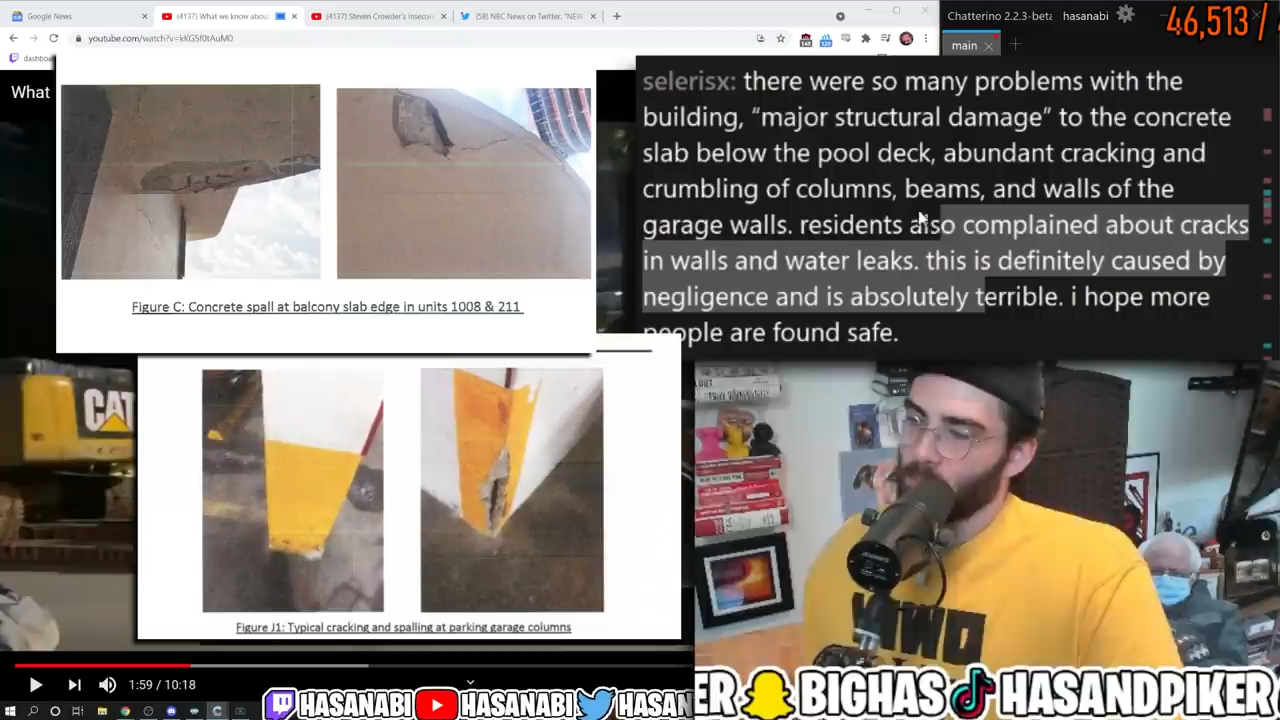 Google News
(4137) What we know about
(4137) Steven Crowder's Insecu
(58) NBC News on Twitter: "NEW
Chatterino 2.2.3-beta
hasanabi
46,513 /
youtube.com/watch?v=kKG5f0tAuM0
main
dashboa
What
selerisx: there were so many problems with the
building, “major structural damage” to the concrete
slab below the pool deck, abundant cracking and
crumbling of columns, beams, and walls of the
garage walls. residents also complained about cracks
in walls and water leaks. this is definitely caused by
negligence and is absolutely terrible. i hope more
people are found safe.
Figure C: Concrete spall at balcony slab edge in units 1008 & 211
CAT
Figure J1: Typical cracking and spalling at parking garage columns
1:59 / 10:18
HASANABI
HASANABI
HASAN
ER
BIGHAS
HASANDPIKER